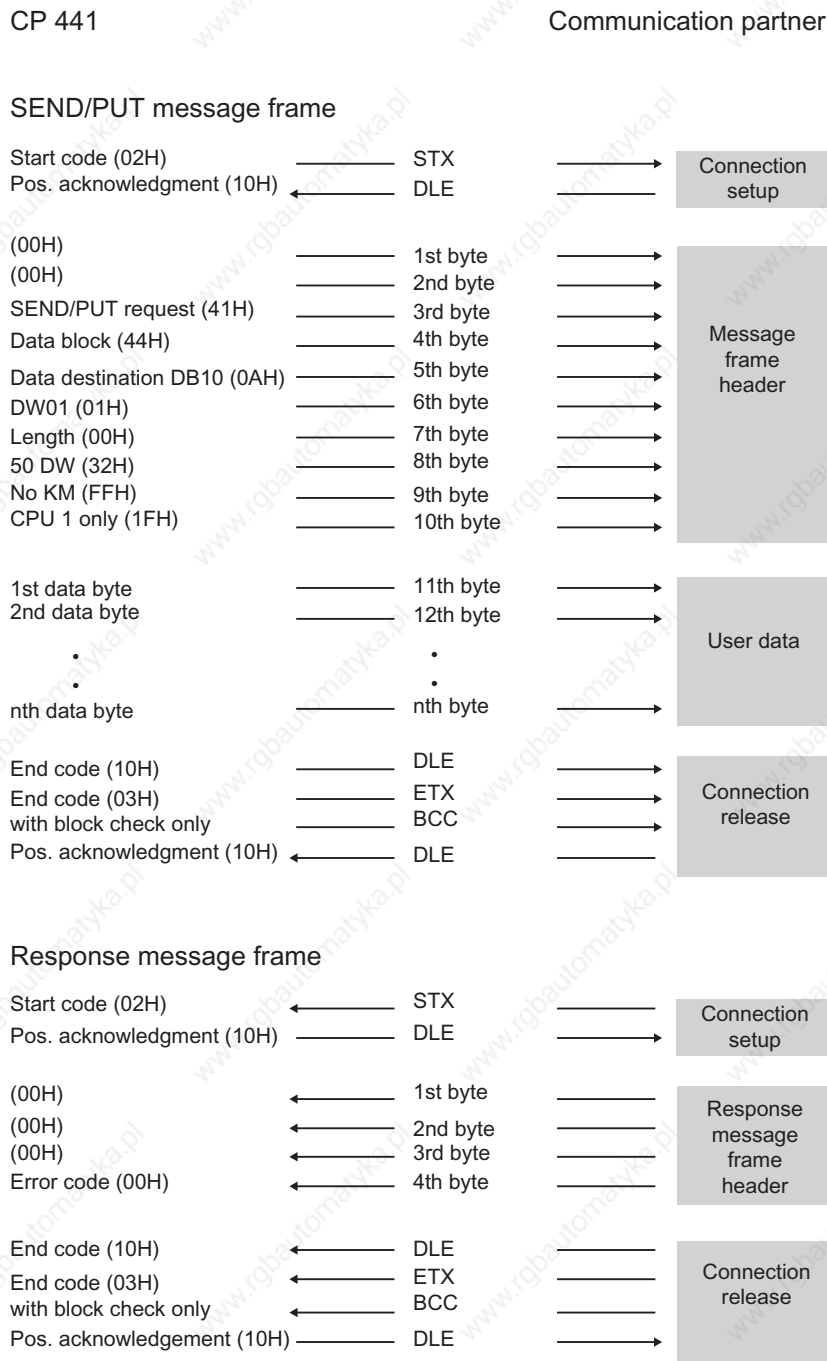 CP 441 Communication partner
SEND/PUT message frame
Start code (02H) STX
Pos. acknowledgment (10H) DLE
Connection
setup
(00H) 1st byte
(00H) 2nd byte
SEND/PUT request (41H) 3rd byte
Data block (44H) 4th byte
Data destination DB10 (0AH) 5th byte
DW01 (01H) 6th byte
Length (00H) 7th byte
50 DW (32H) 8th byte
No KM (FFH) 9th byte
CPU 1 only (1FH) 10th byte
Message
frame
header
1st data byte 11th byte
2nd data byte 12th byte
nth data byte nth byte
User data
End code (10H) DLE
End code (03H) ETX
with block check only BCC
Pos. acknowledgment (10H) DLE
Connection
release
Response message frame
Start code (02H) STX
Pos. acknowledgment (10H) DLE
Connection
setup
(00H) 1st byte
(00H) 2nd byte
(00H) 3rd byte
Error code (00H) 4th byte
Response
message
frame
header
End code (10H) DLE
End code (03H) ETX
with block check only BCC
Pos. acknowledgement (10H) DLE
Connection
release
www.rgbautomatyka.pl